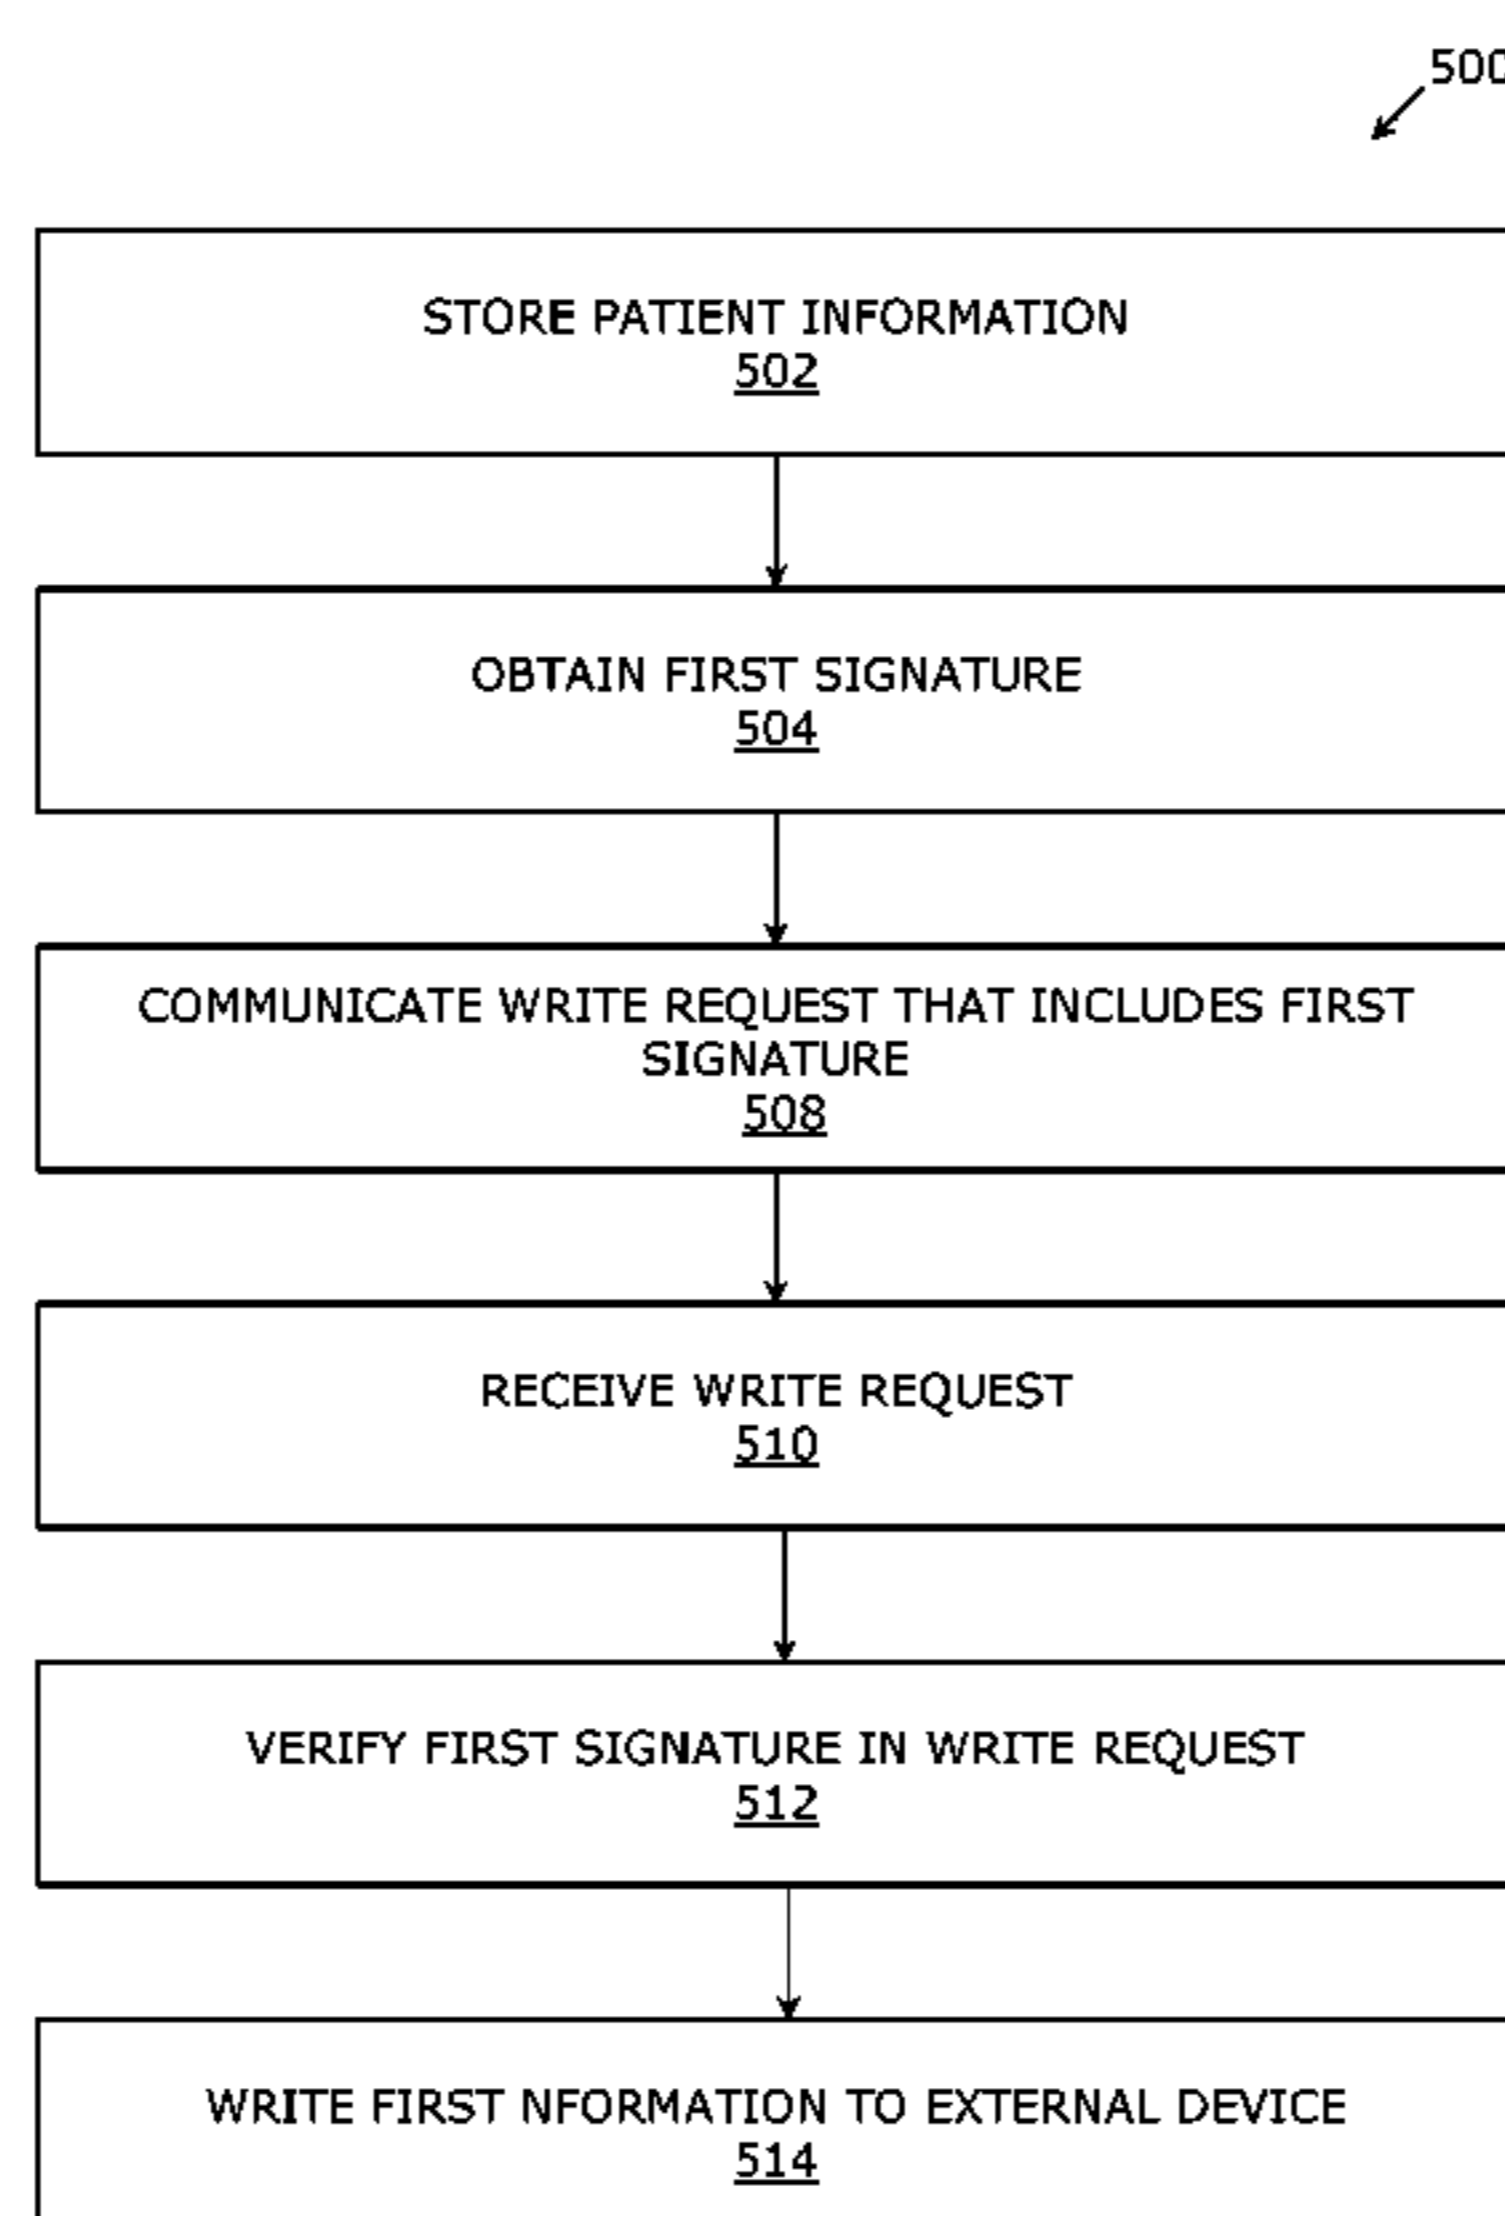 500
STORE PATIENT INFORMATION
502
OBTAIN FIRST SIGNATURE
504
COMMUNICATE WRITE REQUEST THAT INCLUDES FIRST
SIGNATURE
508
RECEIVE WRITE REQUEST
510
VERIFY FIRST SIGNATURE IN WRITE REQUEST
512
WRITE FIRST NFORMATION TO EXTERNAL DEVICE
514